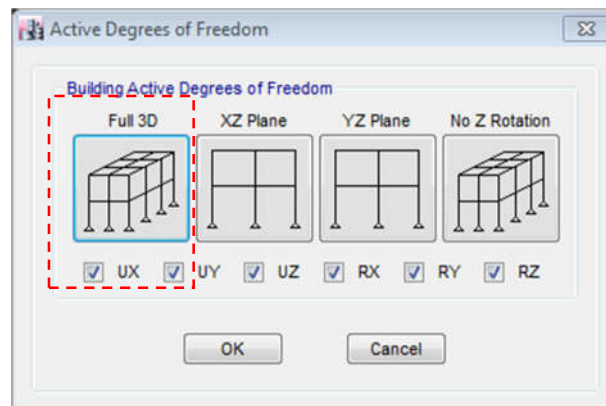 Active Degrees of Freedom
Building Active Degrees of Freedom
Full 3D XZ Plane YZ Plane No Z Rotation
UX UY UZ RX RY RZ
OK Cancel